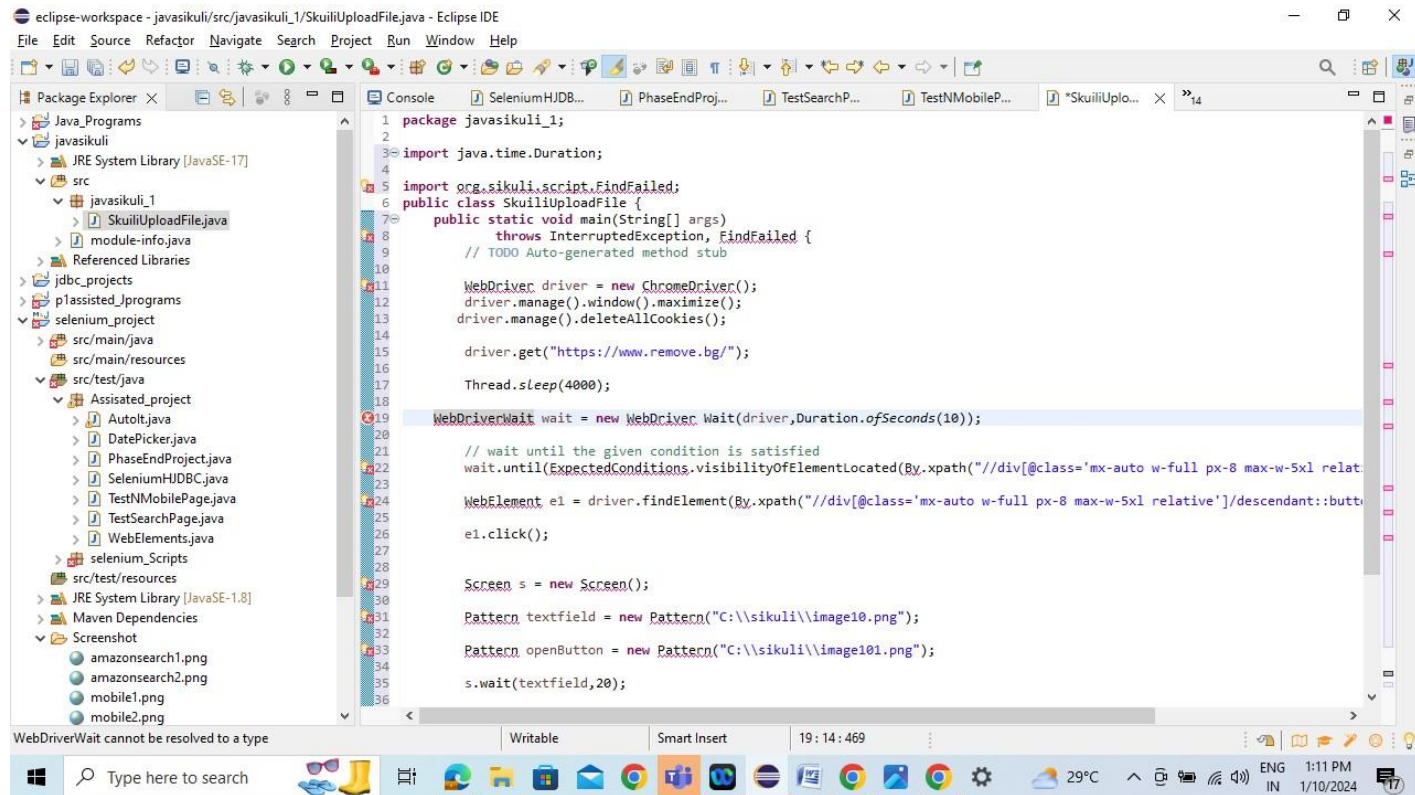 eclipse-workspace - javasikuli/src/javasikuli_1/SkuiliUploadFile.java - Eclipse IDE
File Edit Source Refactor Navigate Search Project Run Window Help
Package Explorer
Console SeleniumHJDB... PhaseEndProj... TestSearchP... TestNMobileP... *SkuiliUplo... »14
Java_Programs
javasikuli
JRE System Library [JavaSE-17]
src
javasikuli_1
SkuiliUploadFile.java
module-info.java
Referenced Libraries
jdbc_projects
p1assisted_Jprograms
selenium_project
src/main/java
src/main/resources
src/test/java
Assisated_project
AutoIt.java
DatePicker.java
PhaseEndProject.java
SeleniumHJDBC.java
TestNMobilePage.java
TestSearchPage.java
WebElements.java
selenium_Scripts
src/test/resources
JRE System Library [JavaSE-1.8]
Maven Dependencies
Screenshot
amazonsearch1.png
amazonsearch2.png
mobile1.png
mobile2.png
1 package javasikuli_1;
2
3 import java.time.Duration;
4
5 import org.sikuli.script.FindFailed;
6 public class SkuiliUploadFile {
7 public static void main(String[] args)
8 throws InterruptedException, FindFailed {
9 // TODO Auto-generated method stub
10
11 WebDriver driver = new ChromeDriver();
12 driver.manage().window().maximize();
13 driver.manage().deleteAllCookies();
14
15 driver.get("https://www.remove.bg/");
16
17 Thread.sleep(4000);
18
19 WebDriverWait wait = new WebDriver Wait(driver,Duration.ofSeconds(10));
20
21 // wait until the given condition is satisfied
22 wait.until(ExpectedConditions.visibilityOfElementLocated(By.xpath("//div[@class='mx-auto w-full px-8 max-w-5xl relat
23
24 WebElement e1 = driver.findElement(By.xpath("//div[@class='mx-auto w-full px-8 max-w-5xl relative']/descendant::butt
25
26 e1.click();
27
28
29 Screen s = new Screen();
30
31 Pattern textfield = new Pattern("C:\\sikuli\\image10.png");
32
33 Pattern openButton = new Pattern("C:\\sikuli\\image101.png");
34
35 s.wait(textfield,20);
36
WebDriverWait cannot be resolved to a type Writable Smart Insert 19 : 14 : 469
Type here to search 29°C ENG IN 1:11 PM 1/10/2024 17